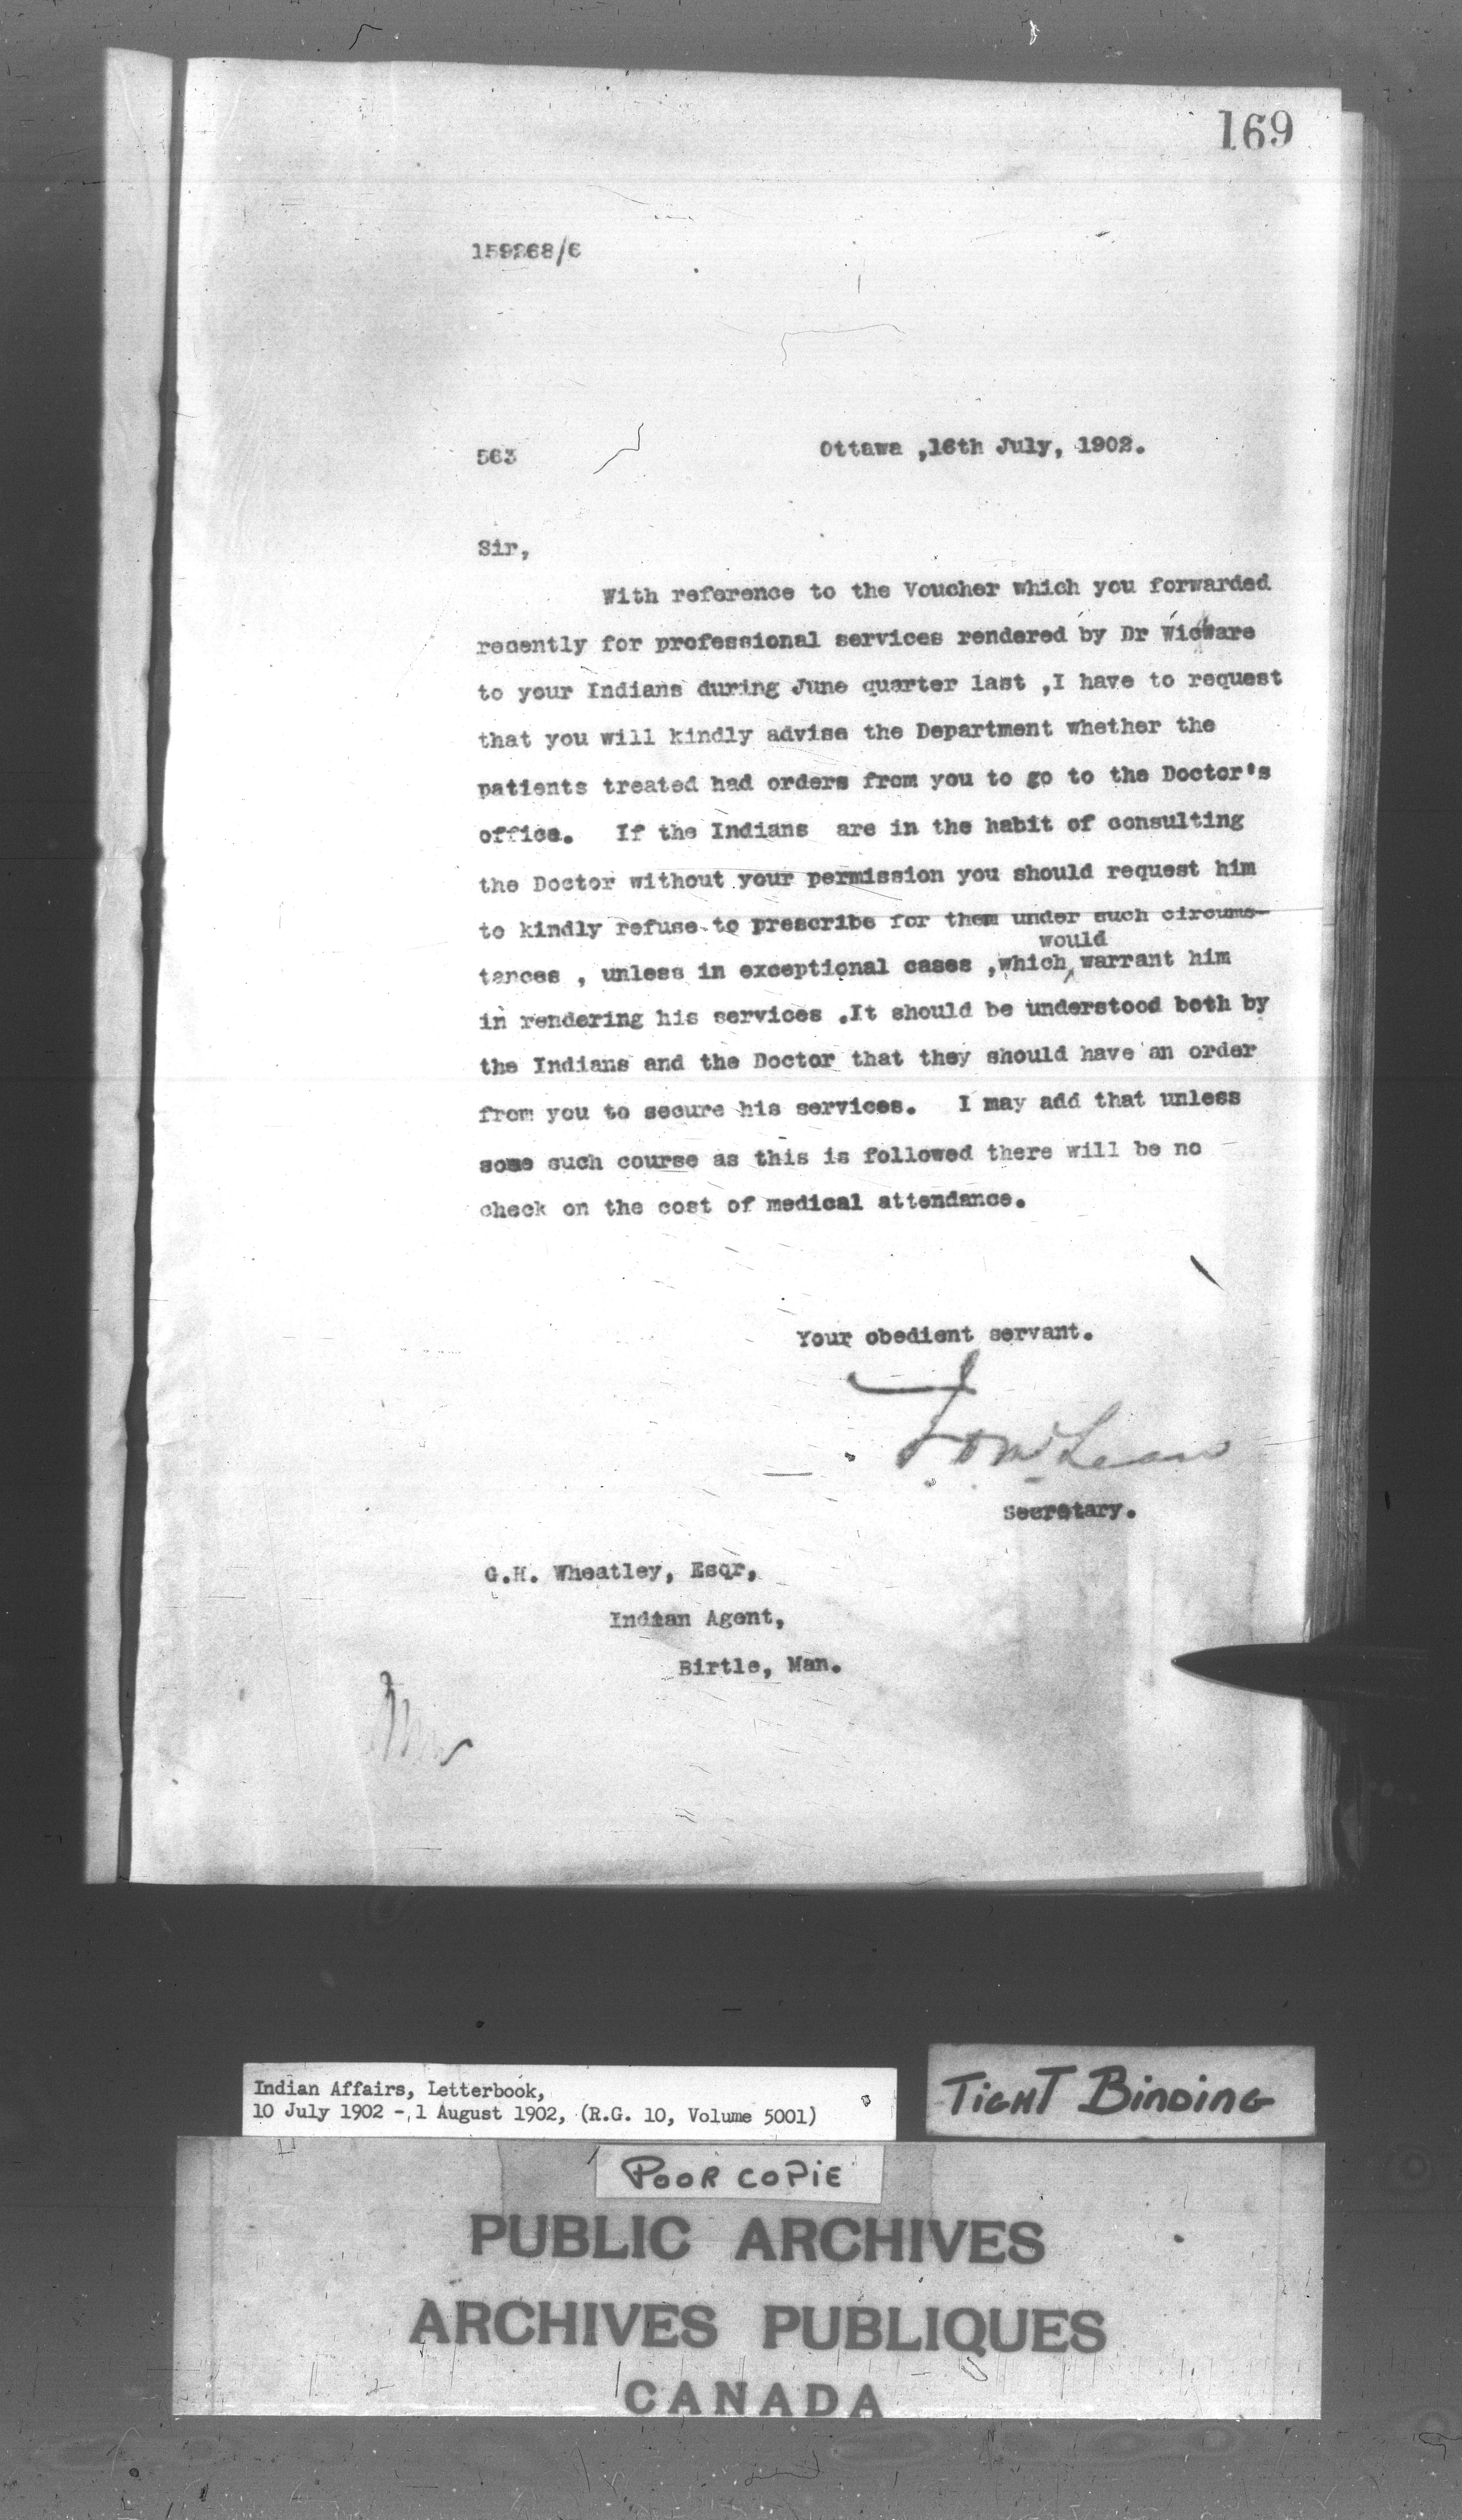 169
159268/6
563 Ottawa ,16th July, 1902.
Sir,
With reference to the Voucher which you forwarded
recently for professional services rendered by Dr Wicware
to your Indians during June quarter last ,I have to request
that you will kindly advise the Department whether the
patients treated had orders from you to go to the Doctor's
office. If the Indians are in the habit of consulting
the Doctor without your permission you should request him
to kindly refuse to prescribe for them under such circums-
would
tances , unless in exceptional cases ,which warrant him
in rendering his services .It should be understood both by
the Indians and the Doctor that they should have an order
from you to secure his services. I may add that unless
some such course as this is followed there will be no
check on the cost of medical attendance.
Your obedient servant.
J D McLean
Secretary.
G.H. Wheatley, Esqr,
Indian Agent,
Birtle, Man.
Indian Affairs, Letterbook,
10 July 1902 - 1 August 1902, (R.G. 10, Volume 5001)
TIGHT BINDING
POOR COPIE
PUBLIC ARCHIVES
ARCHIVES PUBLIQUES
CANADA